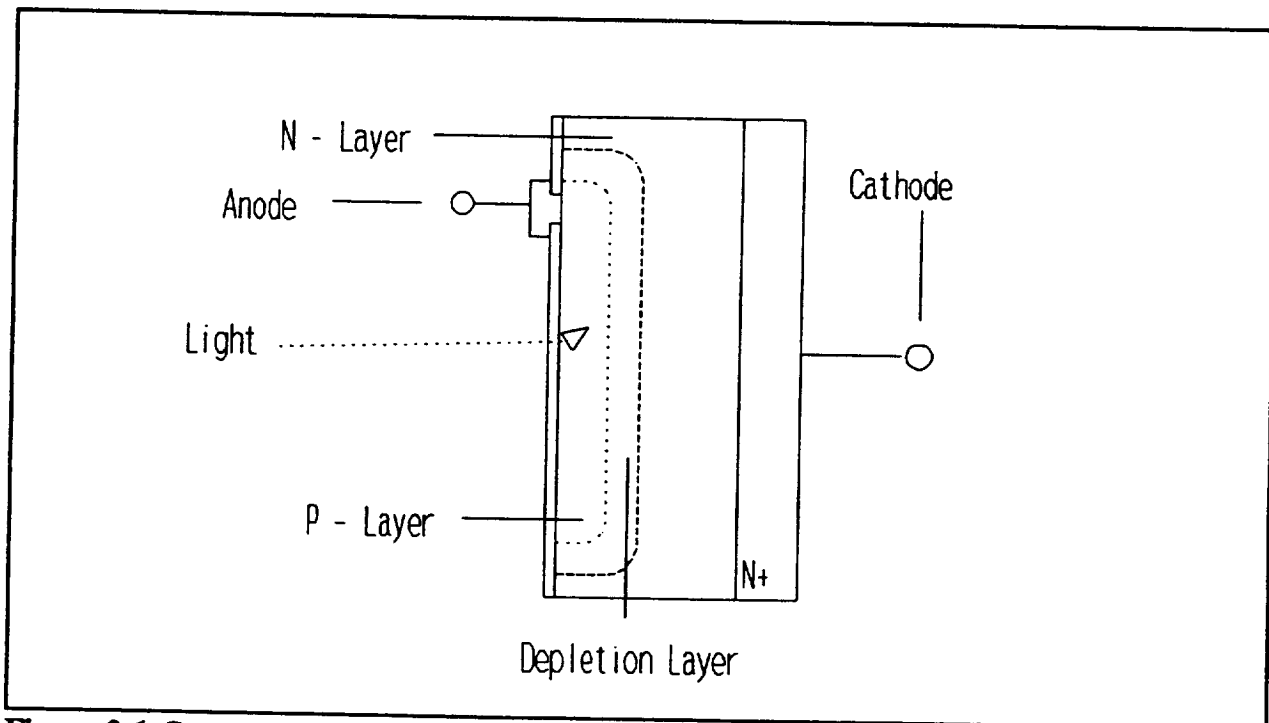 N - Layer
Anode
Cathode
Light
P - Layer
N+
Depletion Layer